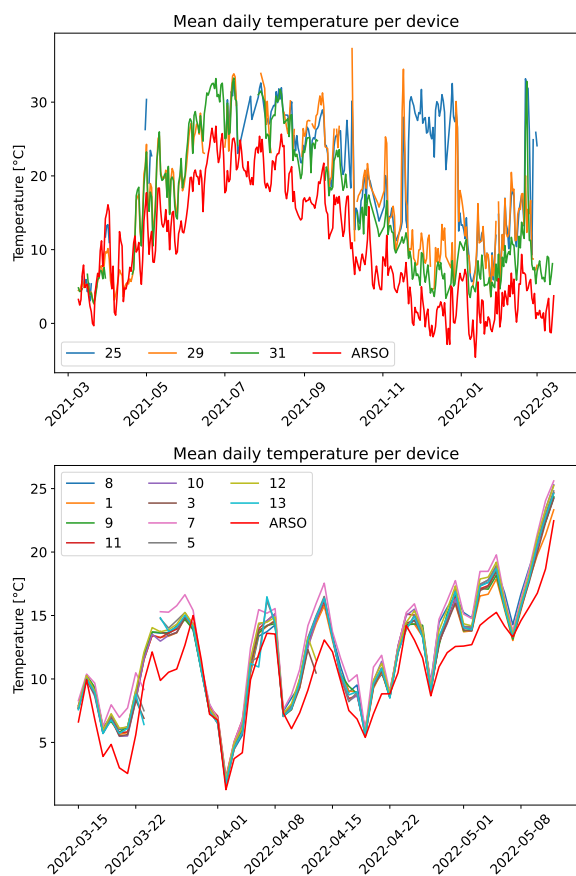 Mean daily temperature per device
Temperature [°C]
30
20
10
0
25 29 31 ARSO
2021-03 2021-05 2021-07 2021-09 2021-11 2022-01 2022-03
Mean daily temperature per device
Temperature [°C]
25
20
15
10
5
8 10 12
1 3 13
9 7 ARSO
11 5
2022-03-15 2022-03-22 2022-04-01 2022-04-08 2022-04-15 2022-04-22 2022-05-01 2022-05-08